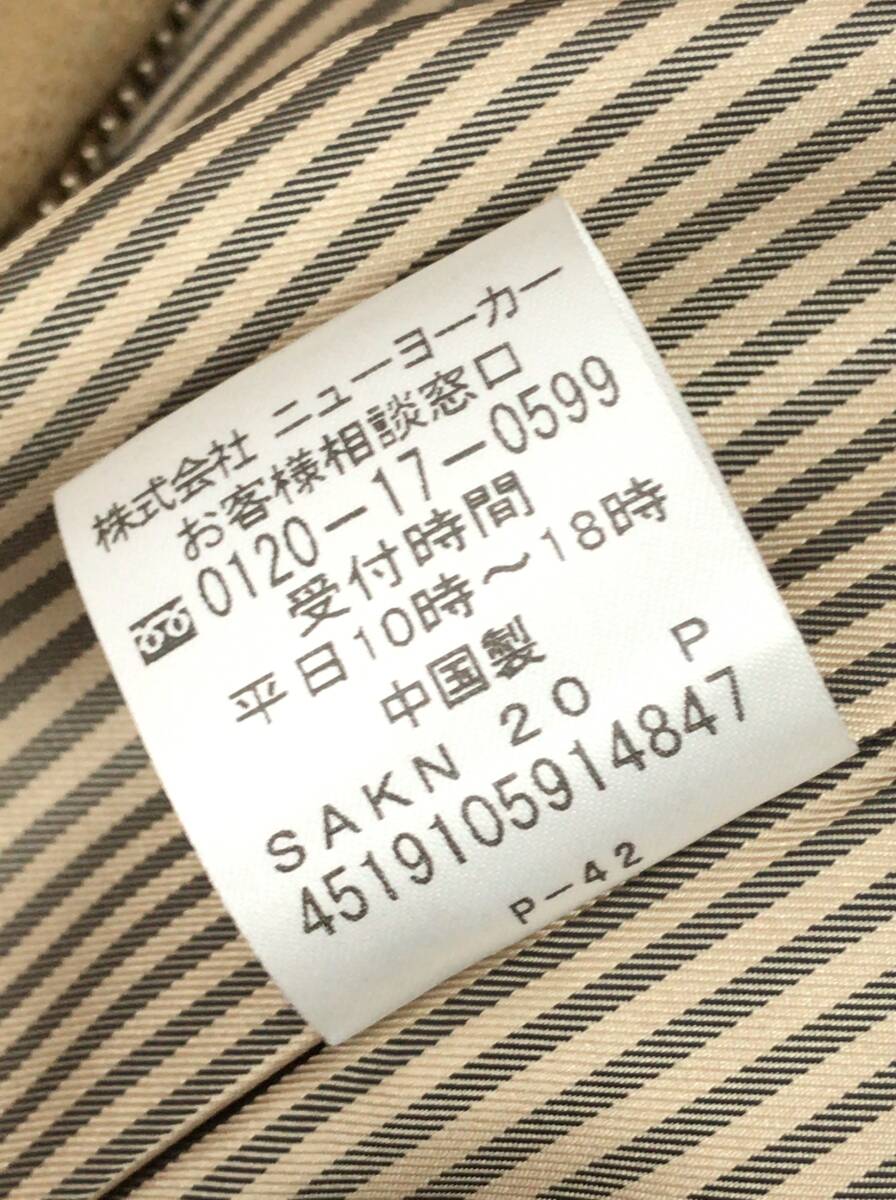 株式会社 ニューヨーカー
お客様相談窓口
0120-17-0599
受付時間
平日10時～18時
中国製
SAKN 20 P
4519105914847
P-42